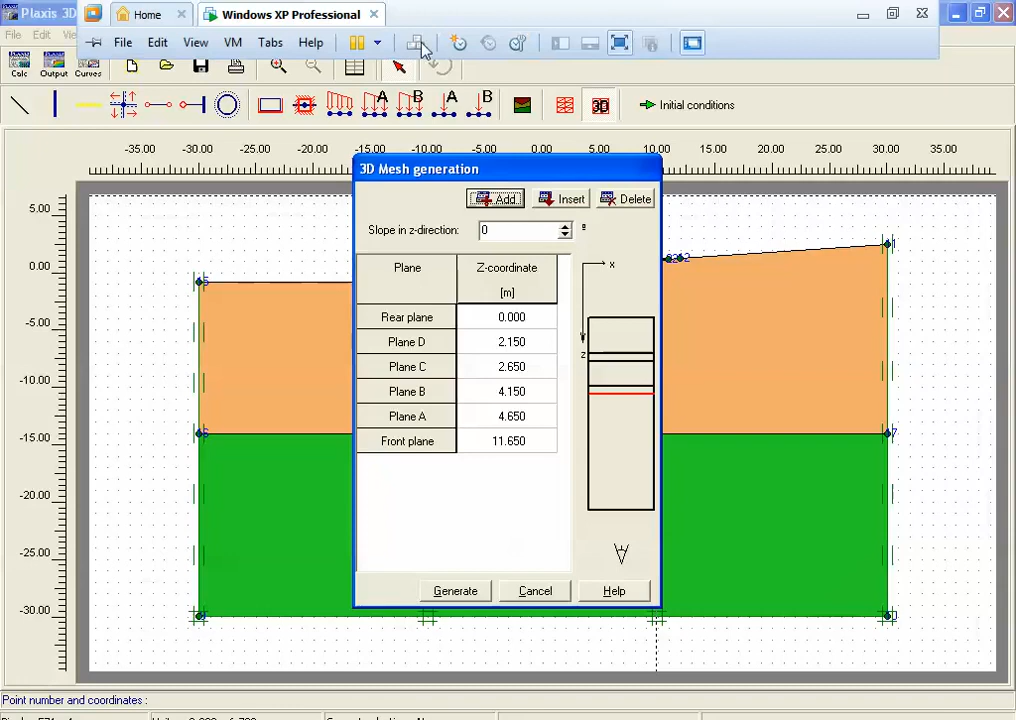 Plaxis 3D
Home
Windows XP Professional
File Edit
File Edit View VM Tabs Help
Calc Output Curves
A B A B 3D Initial conditions
-35.00 -30.00 -25.00 -20.00 -15.00 -10.00 -5.00 0.00 5.00 10.00 15.00 20.00 25.00 30.00 35.00
3D Mesh generation
Add Insert Delete
Slope in z-direction: 0 º
Plane Z-coordinate
[m]
Rear plane 0.000
Plane D 2.150
Plane C 2.650
Plane B 4.150
Plane A 4.650
Front plane 11.650
x
z
Generate Cancel Help
5.00
0.00
-5.00
-10.00
-15.00
-20.00
-25.00
-30.00
Point number and coordinates :